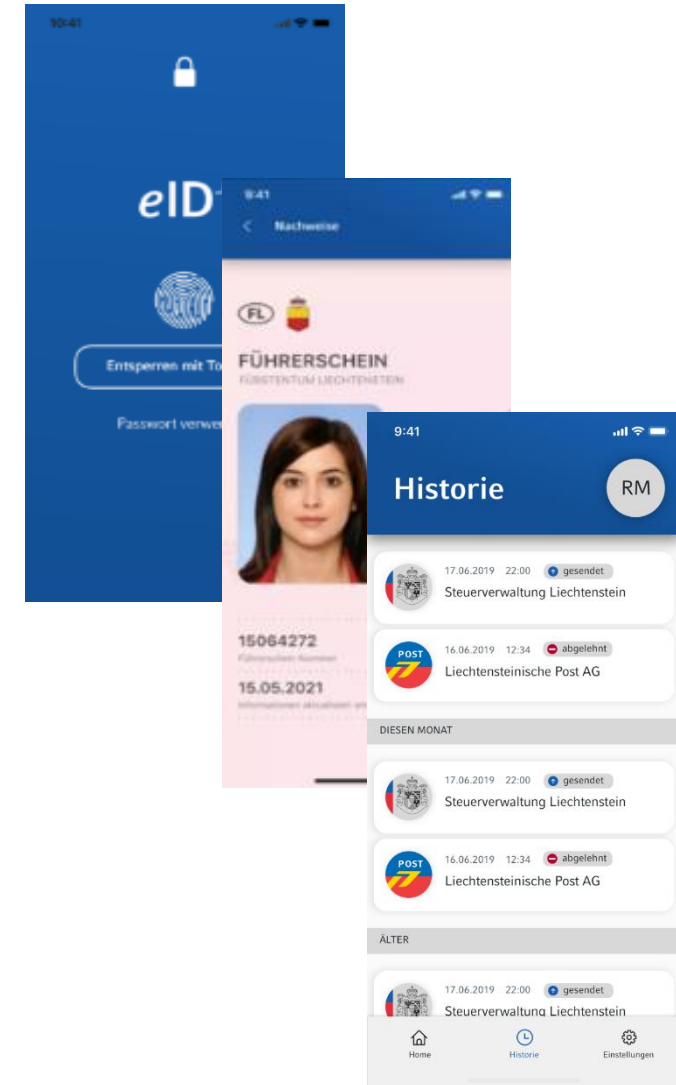 10:41
eID
Entsperren mit
Passwort
9:41
Nachweise
FL
FÜHRERSCHEIN
FÜRSTENTUM LIECHTENSTEIN
15064272
Führerschein Nummer
15.05.2021
Informationen aktualisiert
9:41
Historie
RM
17.06.2019 22:00 gesendet
Steuerverwaltung Liechtenstein
POST
16.06.2019 12:34 abgelehnt
Liechtensteinische Post AG
DIESEN MONAT
17.06.2019 22:00 gesendet
Steuerverwaltung Liechtenstein
POST
16.06.2019 12:34 abgelehnt
Liechtensteinische Post AG
ÄLTER
17.06.2019 22:00 gesendet
Steuerverwaltung Liechtenstein
Home
Historie
Einstellungen